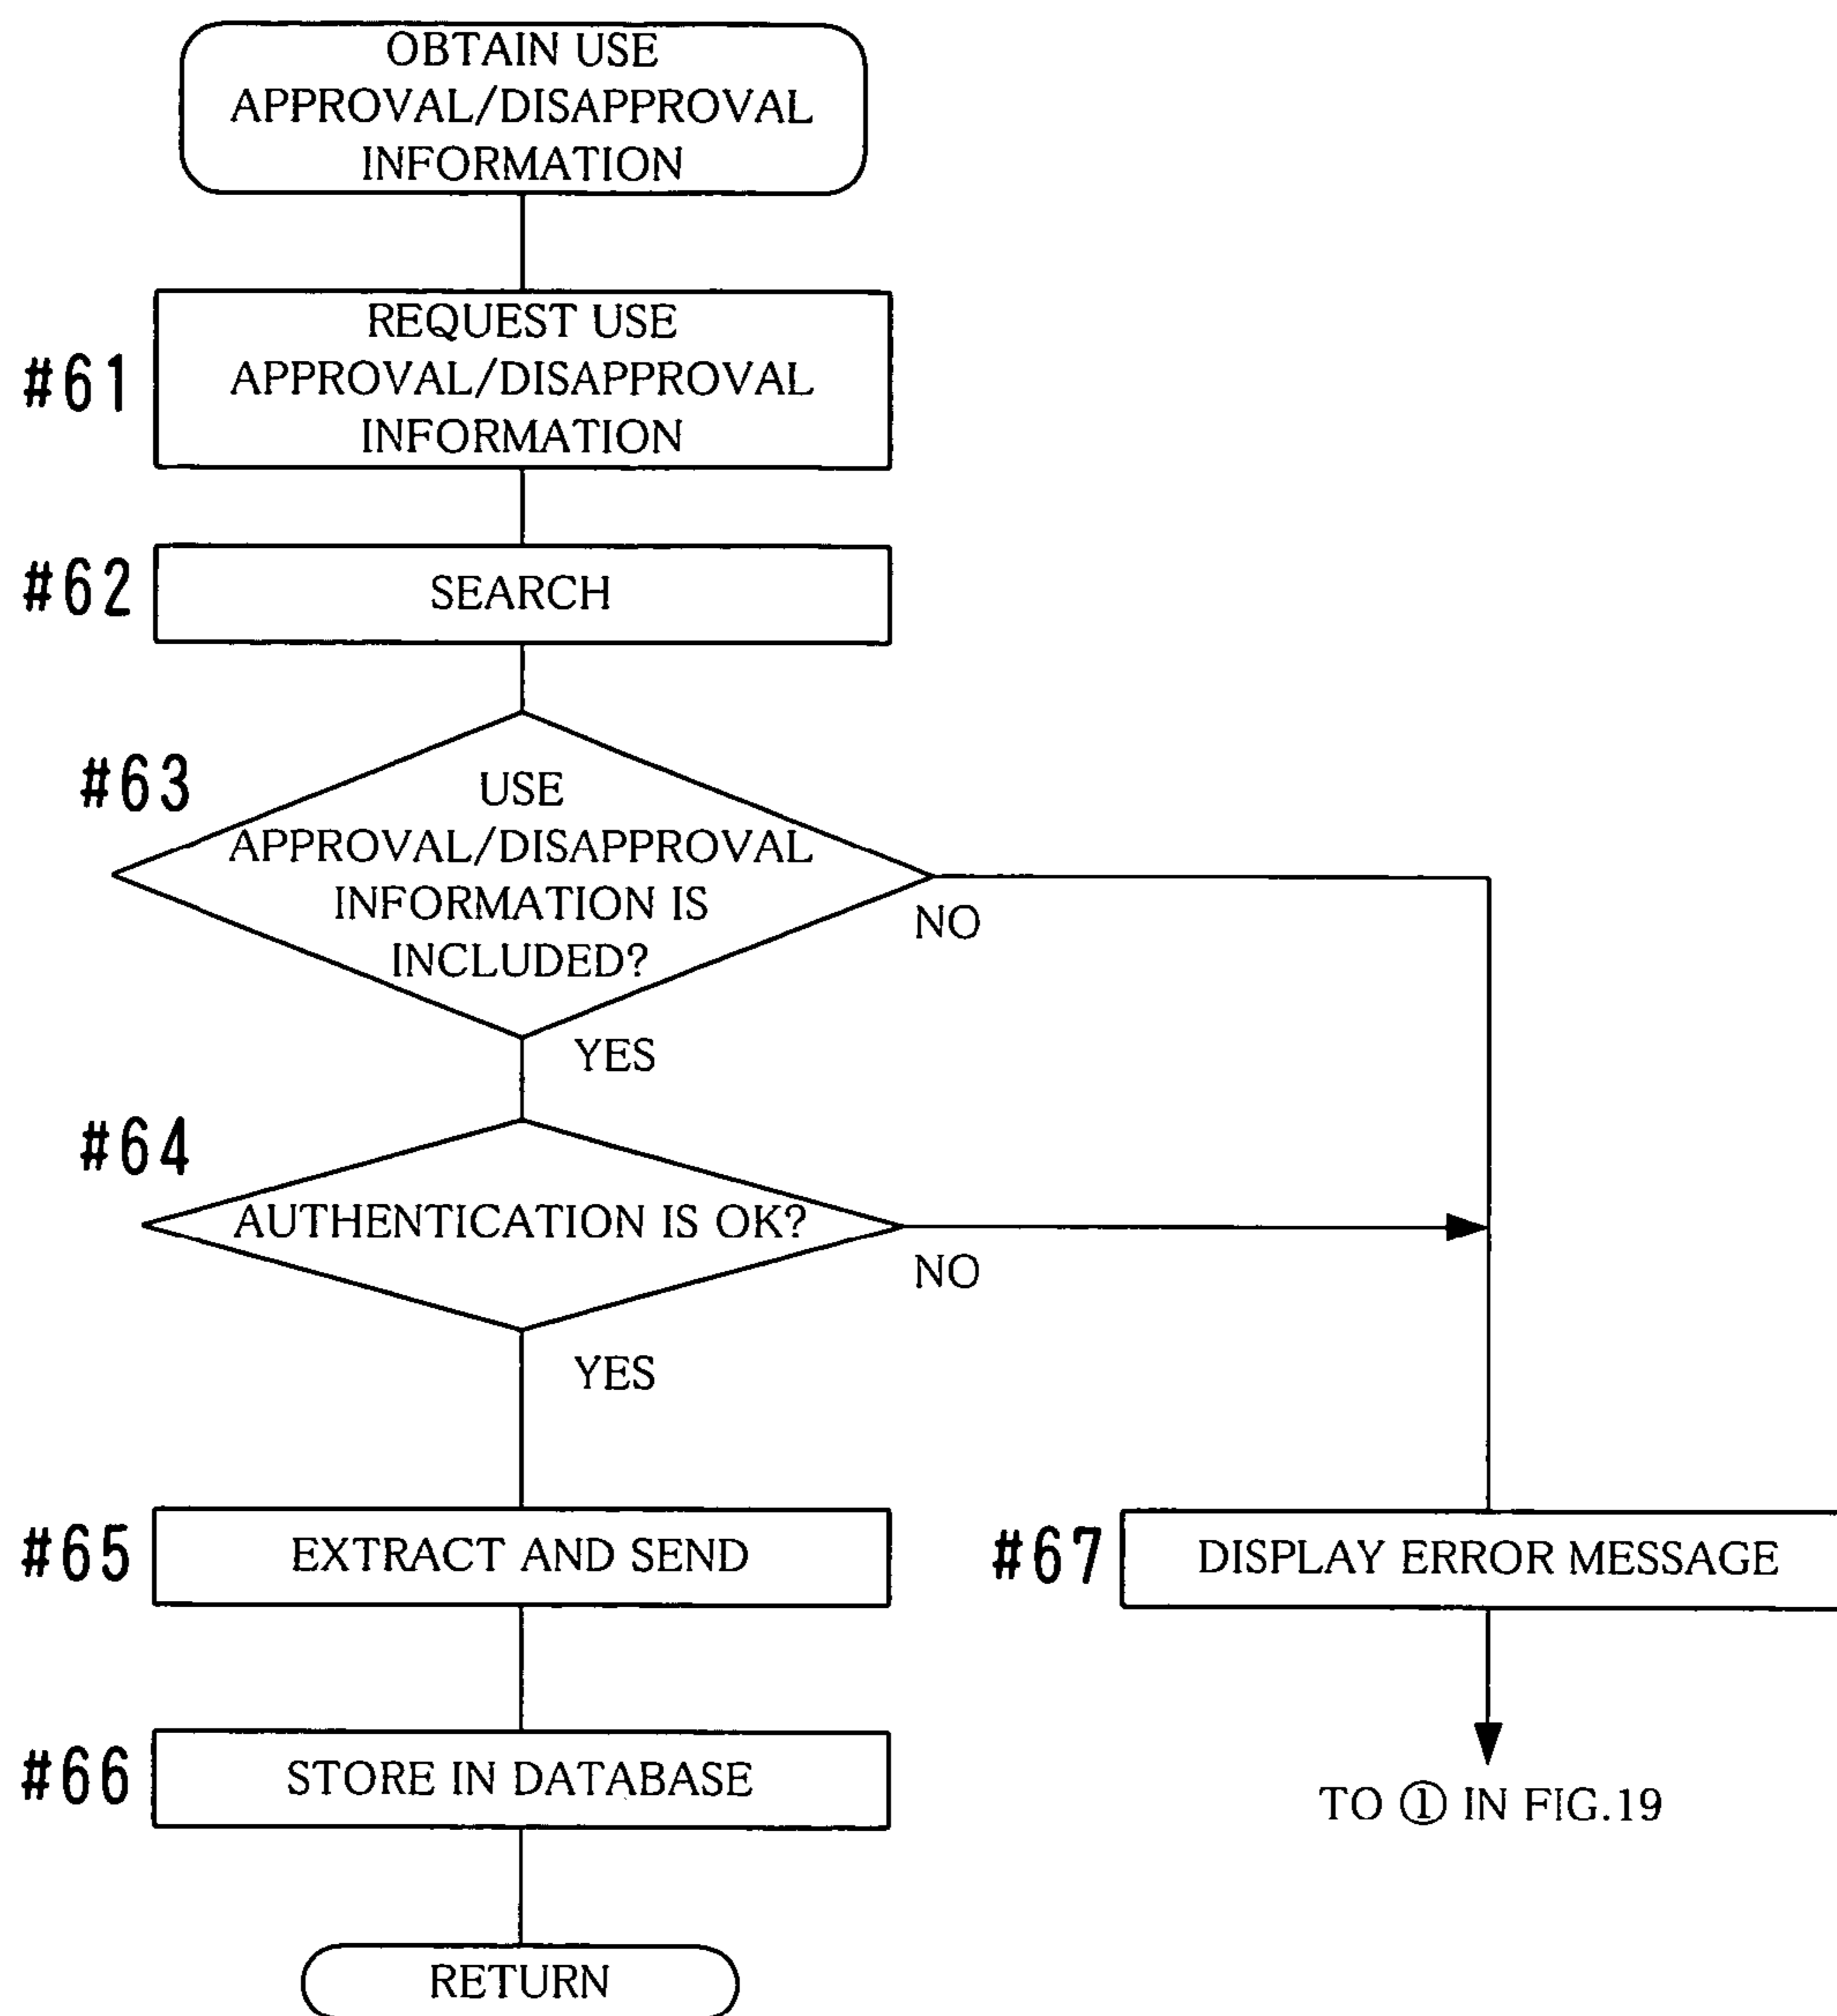 OBTAIN USE
APPROVAL/DISAPPROVAL
INFORMATION
#61
REQUEST USE
APPROVAL/DISAPPROVAL
INFORMATION
#62
SEARCH
#63
USE
APPROVAL/DISAPPROVAL
INFORMATION IS
INCLUDED?
NO
YES
#64
AUTHENTICATION IS OK?
NO
YES
#65
EXTRACT AND SEND
#67
DISPLAY ERROR MESSAGE
#66
STORE IN DATABASE
TO ① IN FIG.19
RETURN